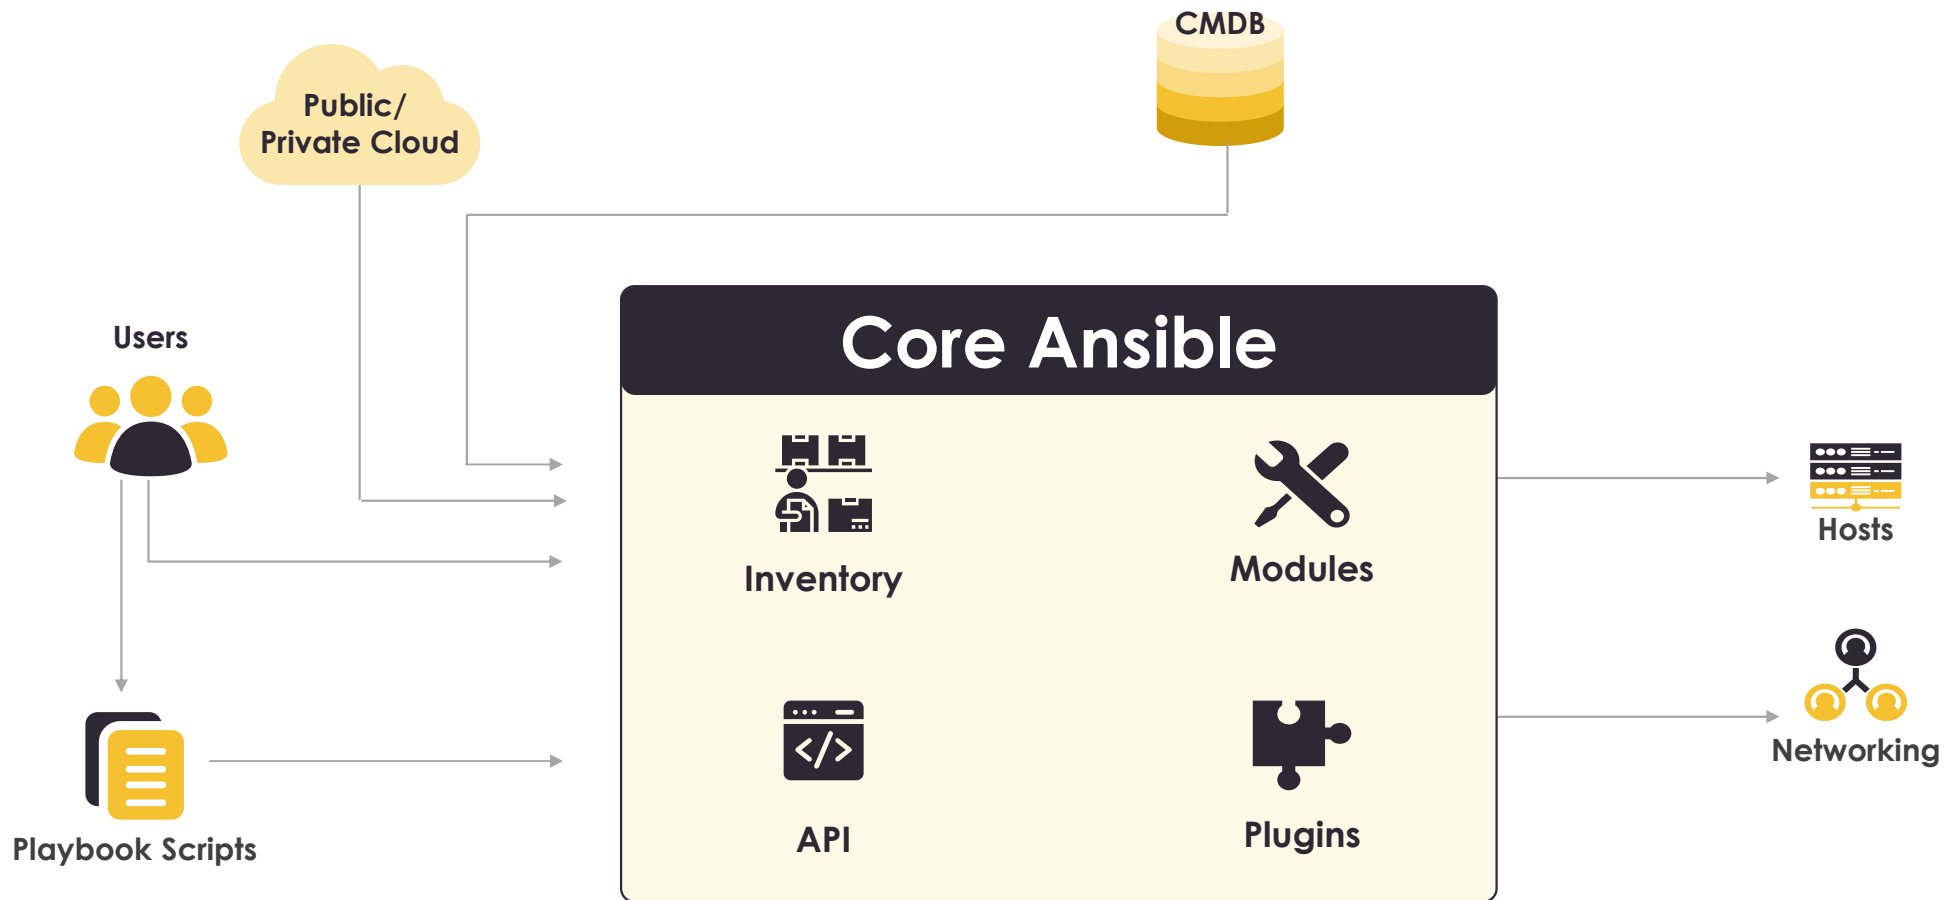 CMDB
Public/
Private Cloud
Users
Core Ansible
Inventory
Modules
Hosts
API
Plugins
Networking
Playbook Scripts